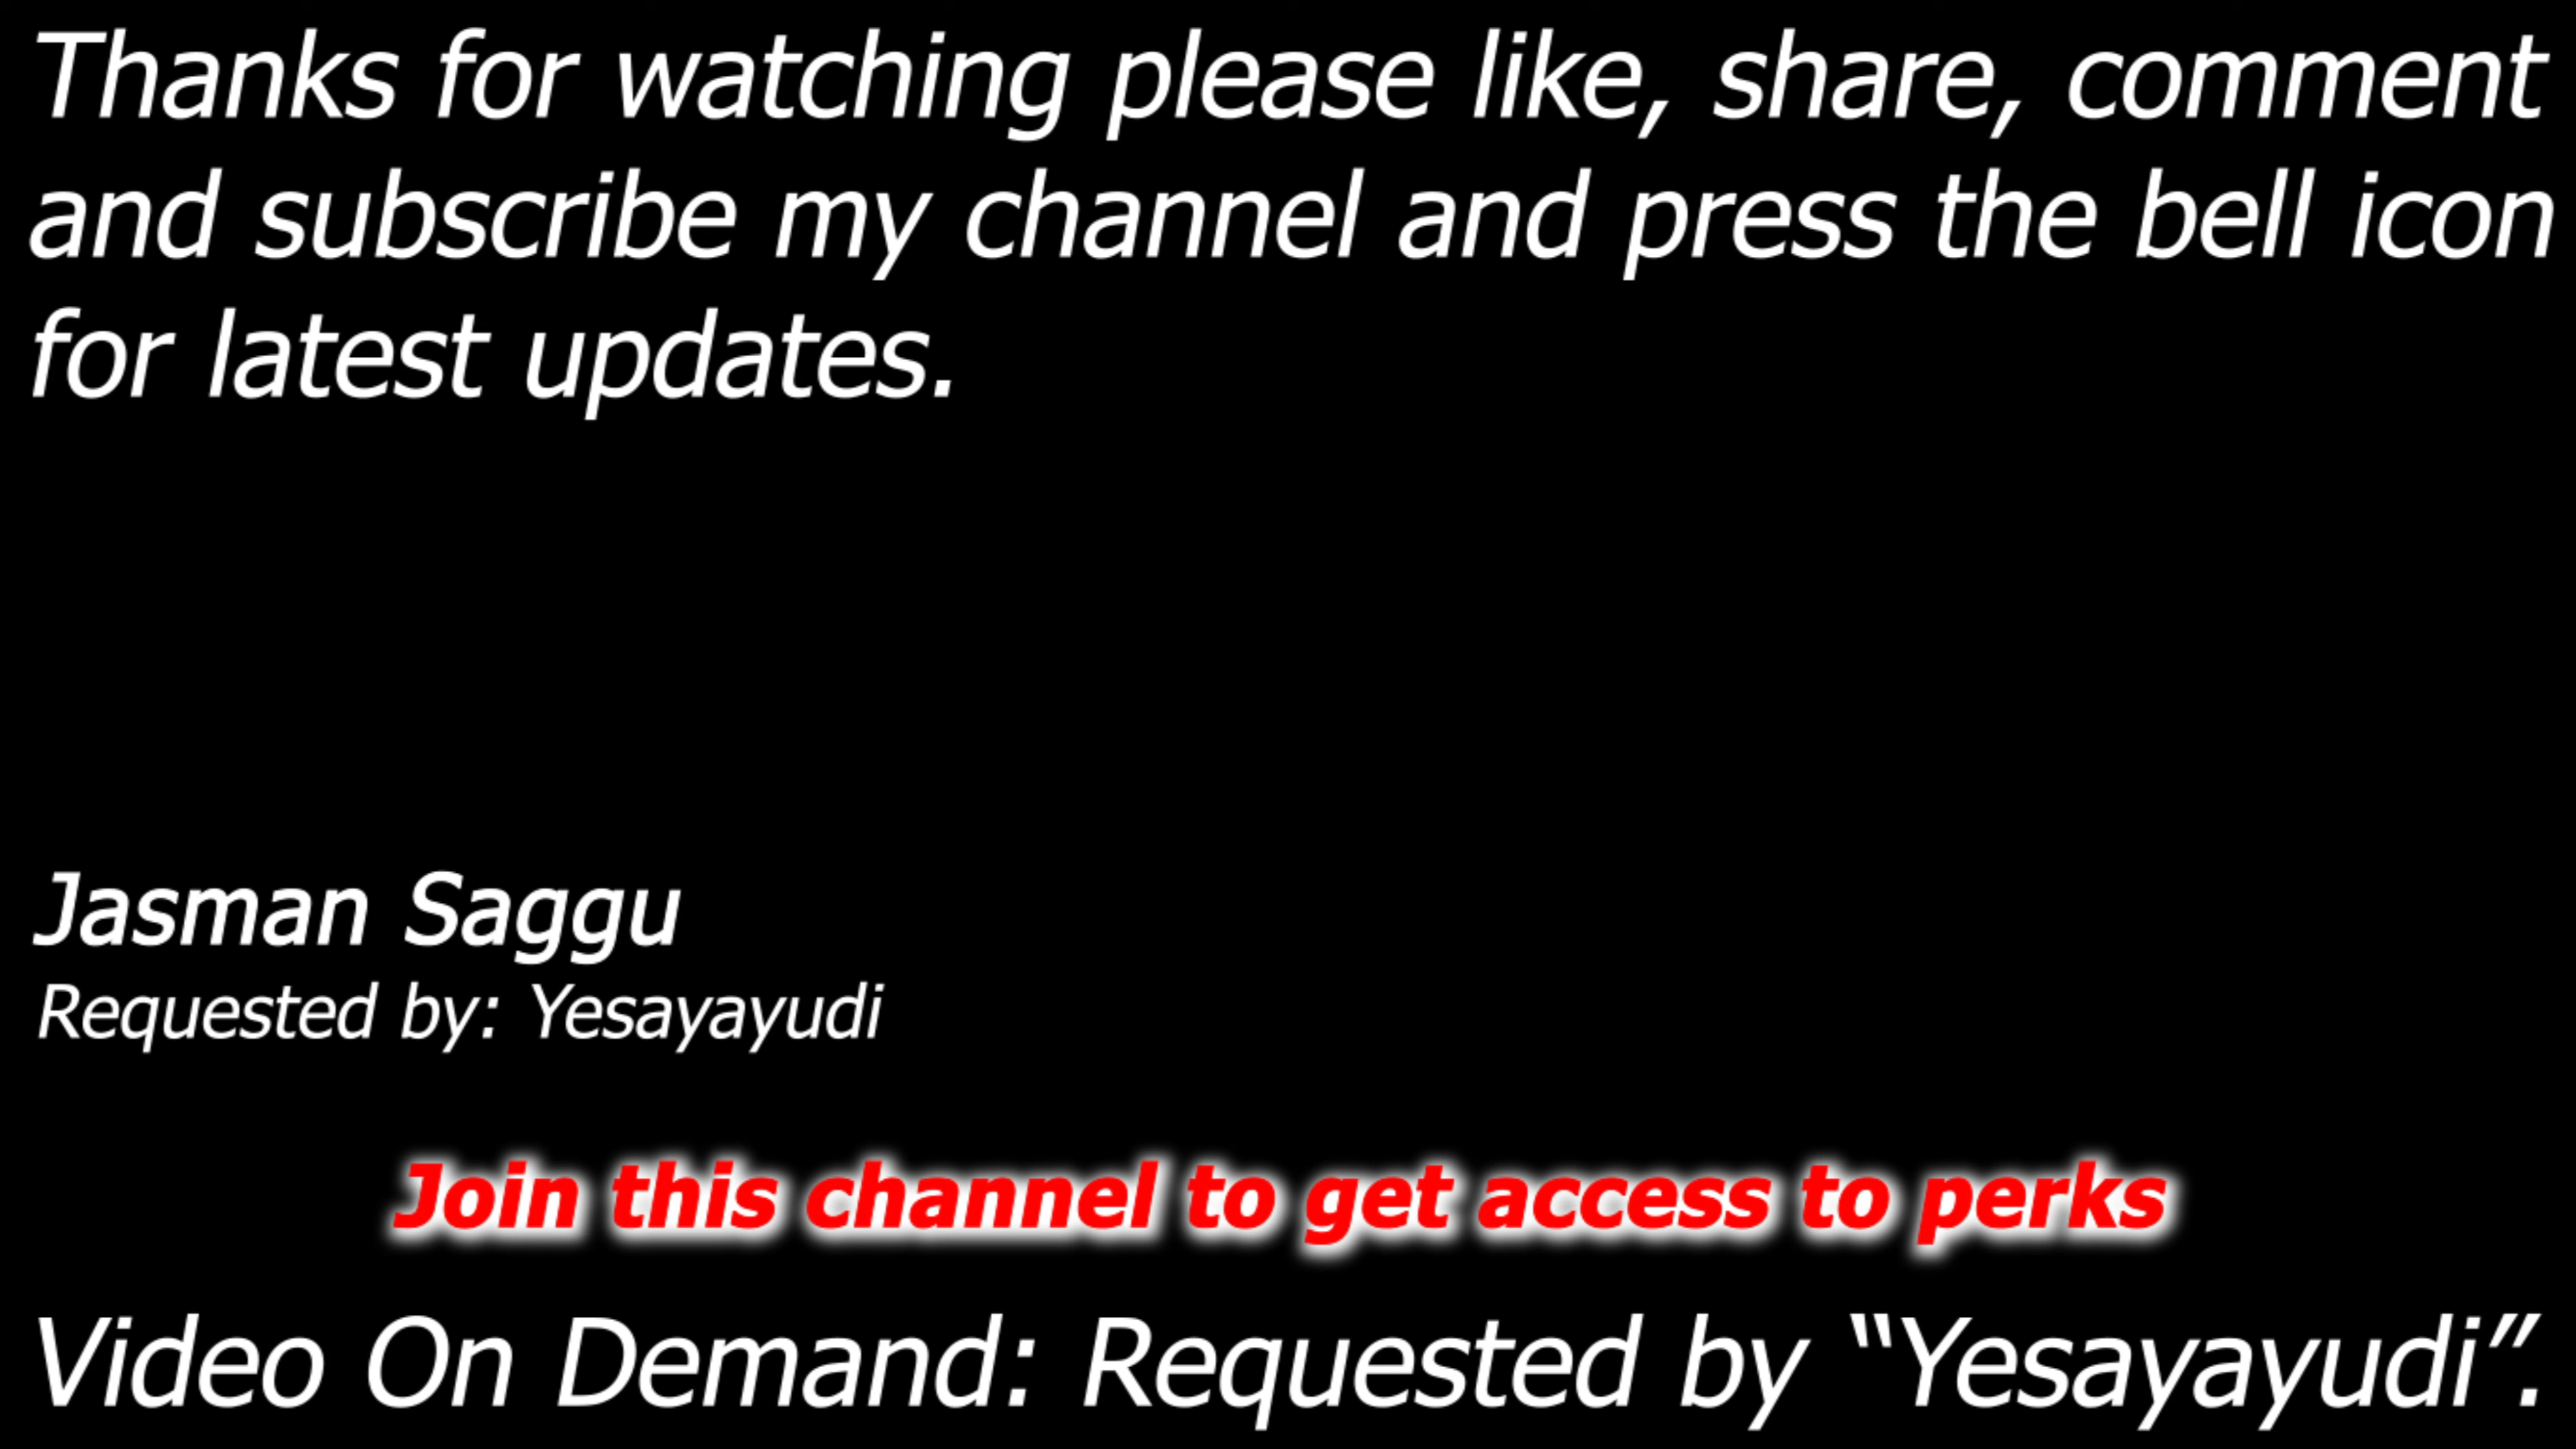 Thanks for watching please like, share, comment
and subscribe my channel and press the bell icon
for latest updates.
Jasman Saggu
Requested by: Yesayayudi
Join this channel to get access to perks
Video On Demand: Requested by “Yesayayudi”.